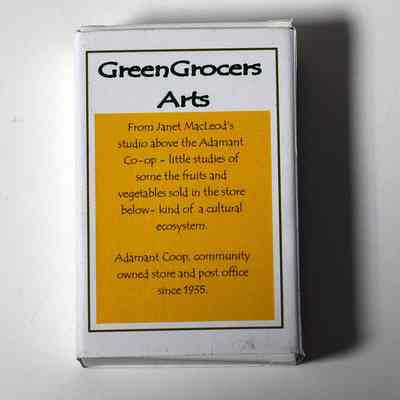 GreenGrocers
Arts
From Janet MacLeod's
studio above the Adamant
Co-op - little studies of
some the fruits and
vegetables sold in the store
below- kind of a cultural
ecosystem.
Adamant Coop, community
owned store and post office
since 1935.